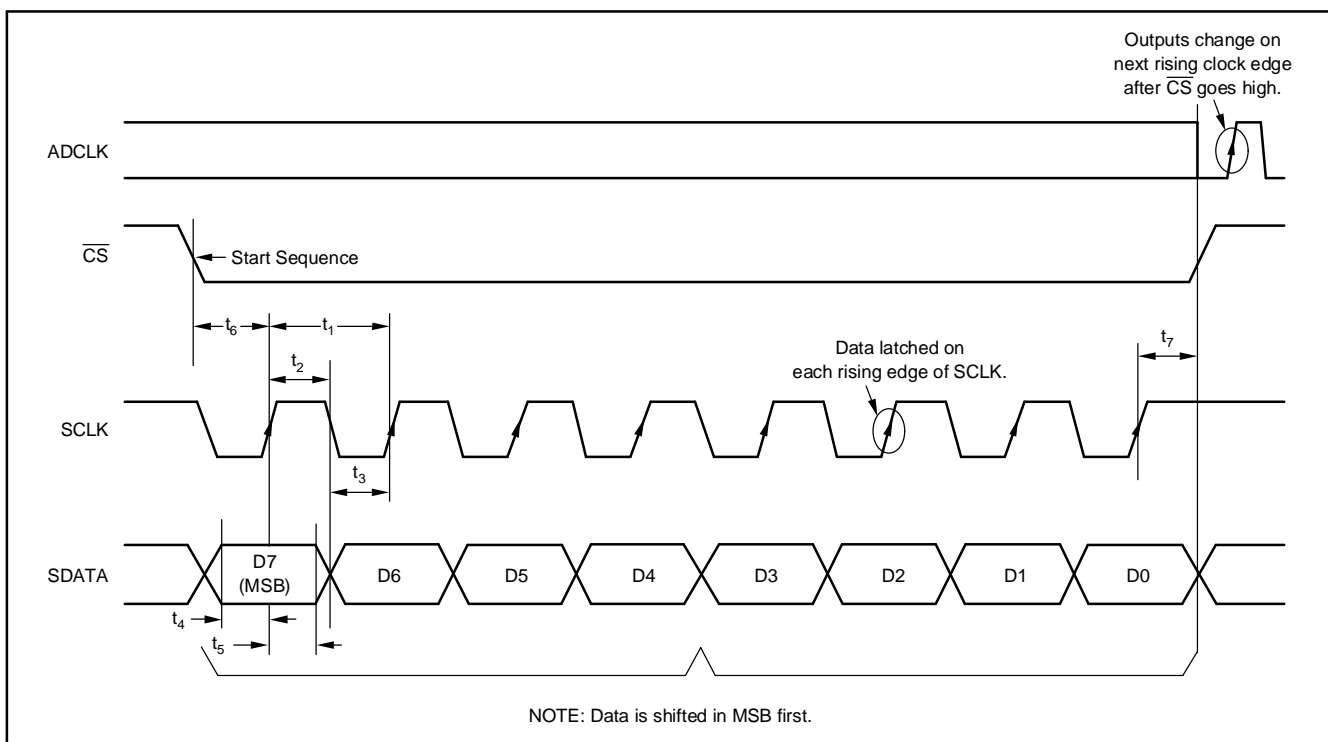 Outputs change on
next rising clock edge
after C̅S̅ goes high.
ADCLK
C̅S̅
Start Sequence
t6
t1
t2
t7
Data latched on
each rising edge of SCLK.
SCLK
t3
SDATA
D7
(MSB)
D6
D5
D4
D3
D2
D1
D0
t4
t5
NOTE: Data is shifted in MSB first.